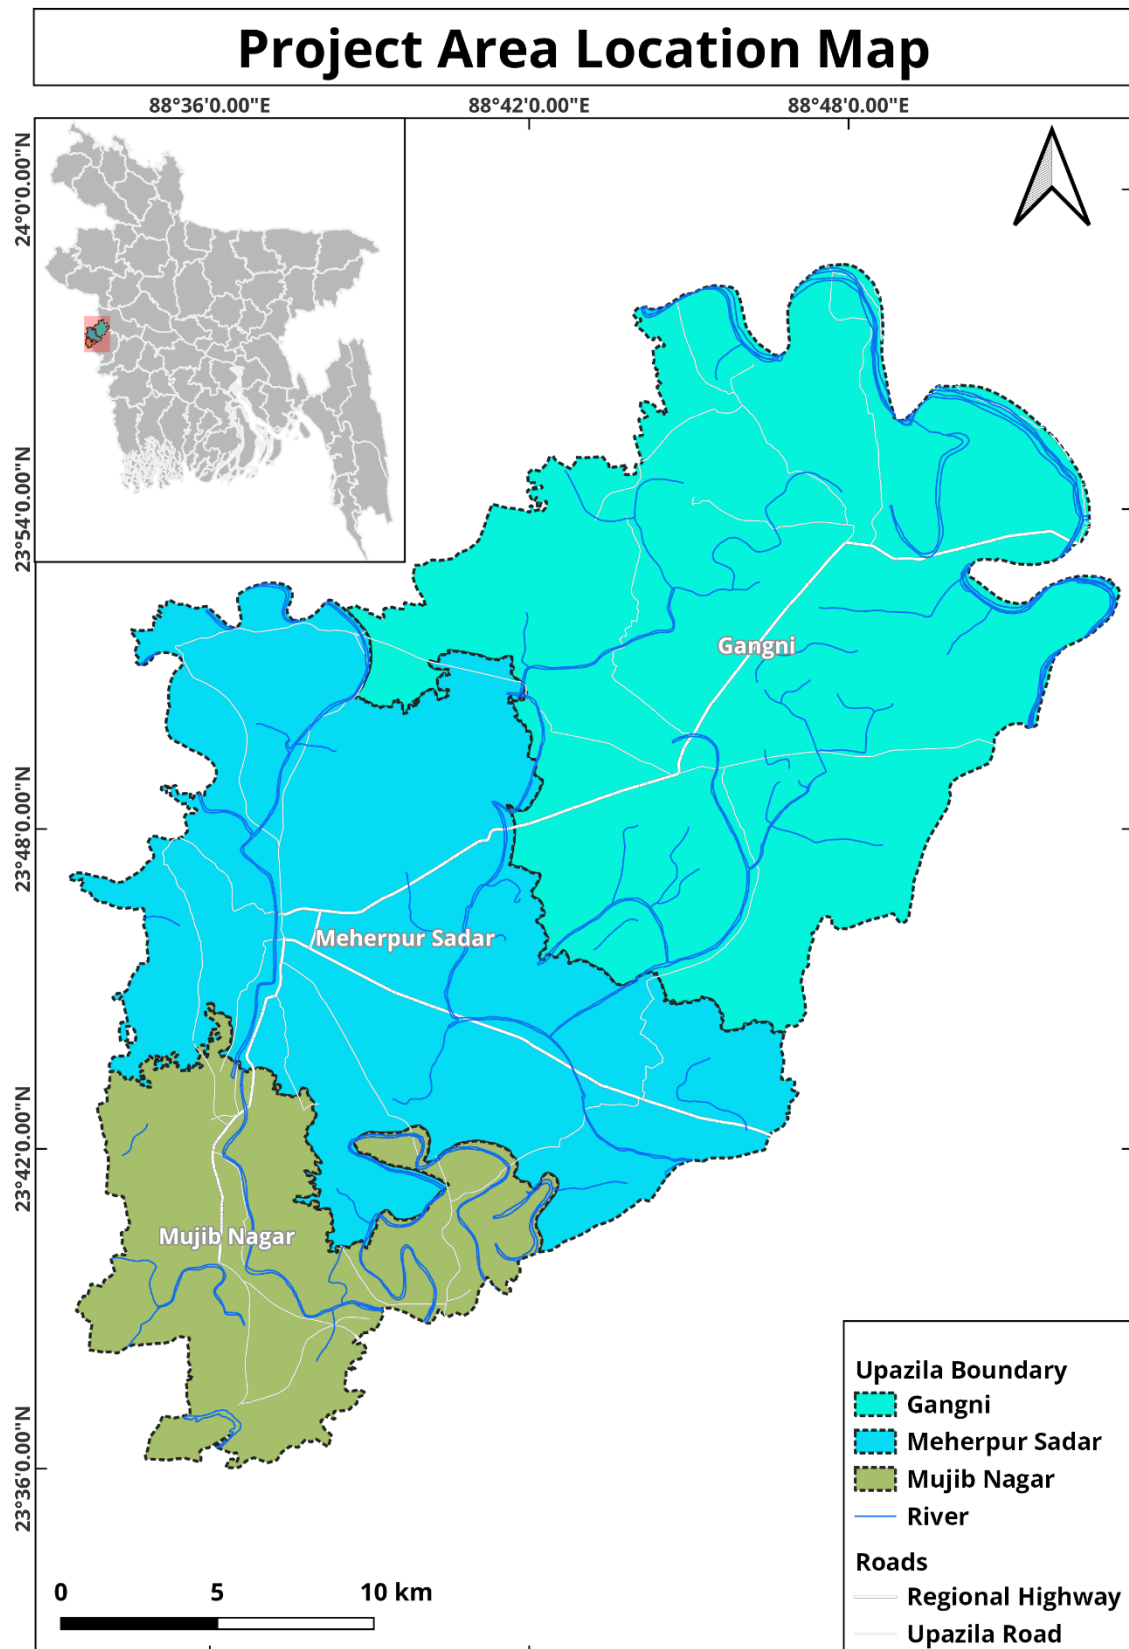 Project Area Location Map
88°36'0.00"E
88°42'0.00"E
88°48'0.00"E
24°0'0.00"N
23°54'0.00"N
23°48'0.00"N
23°42'0.00"N
23°36'0.00"N
Gangni
Meherpur Sadar
Mujib Nagar
Upazila Boundary
Gangni
Meherpur Sadar
Mujib Nagar
River
Roads
Regional Highway
Upazila Road
0 5 10 km